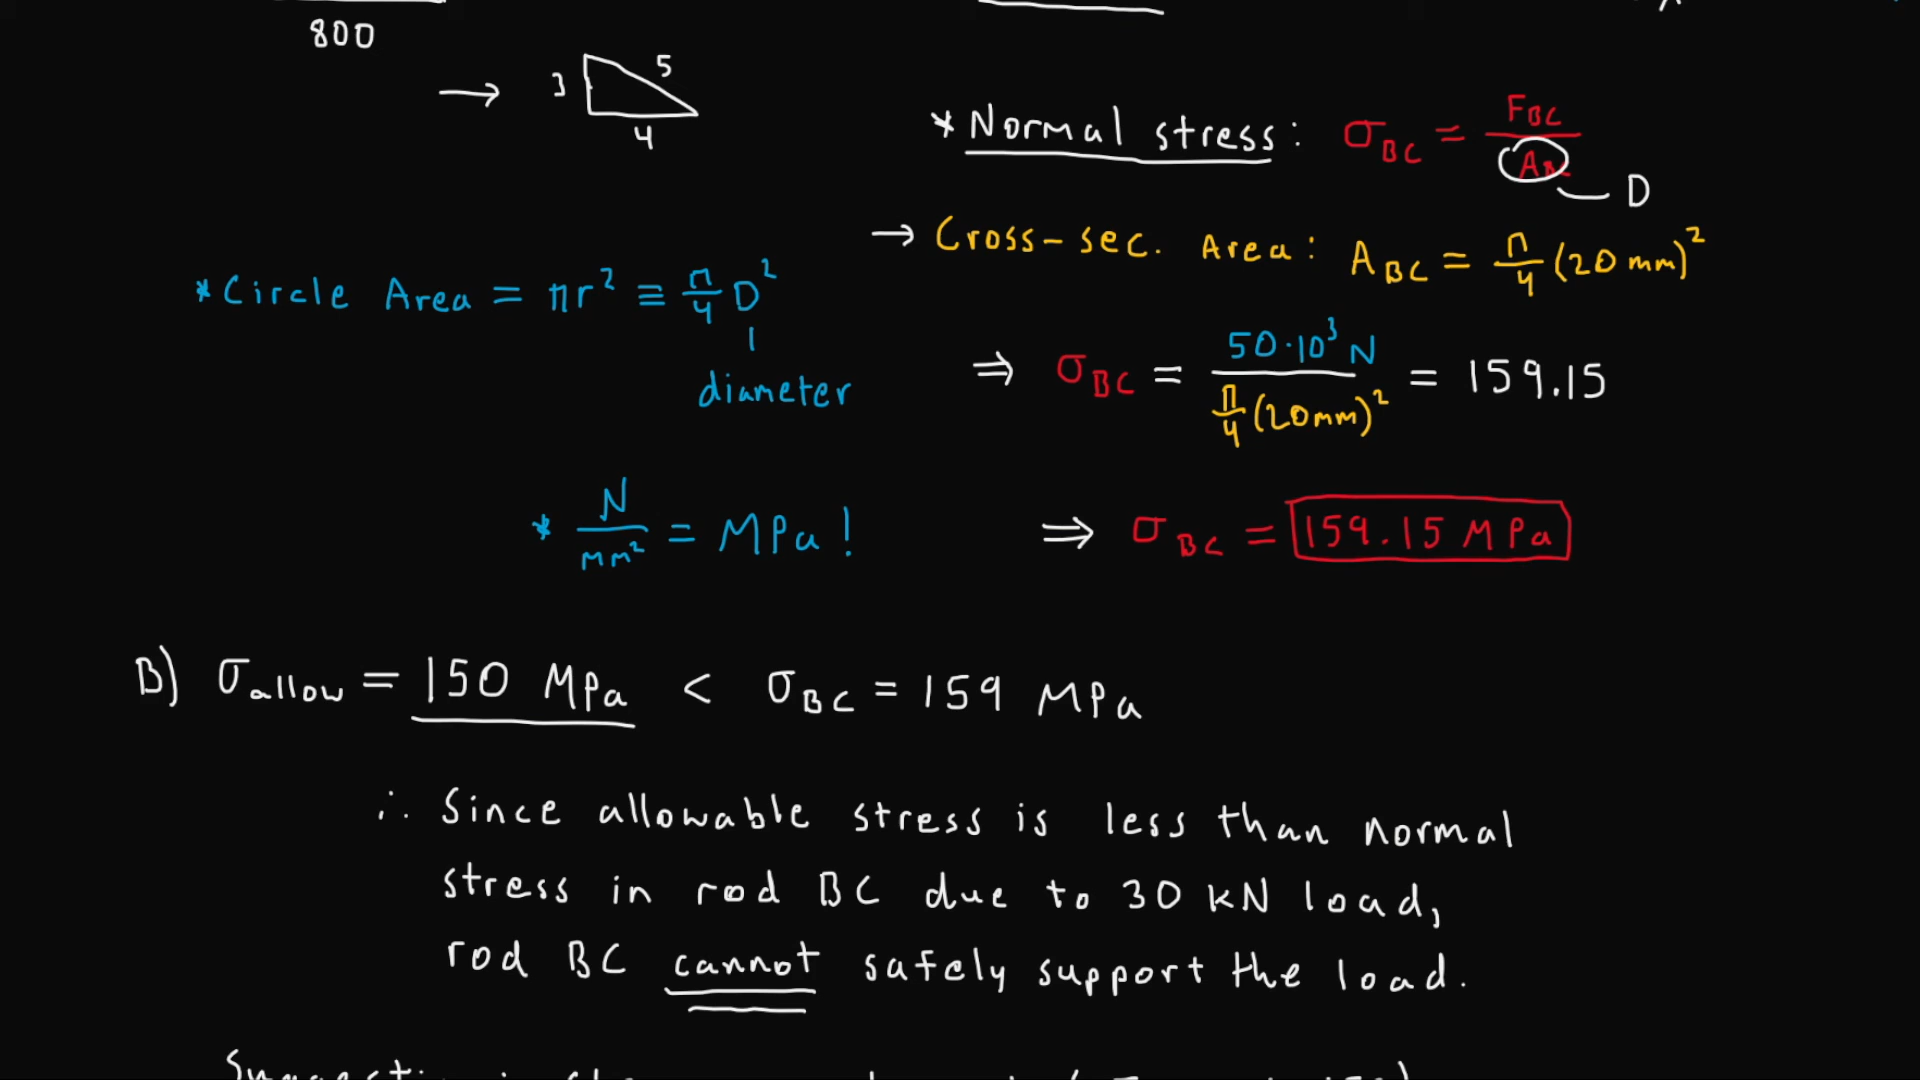 800
3 5
4
*Normal stress: σBC = FBC / ABC
D
→ Cross-sec. Area: ABC = π/4 (20 mm)²
*Circle Area = πr² ≡ π/4 D²
diameter
⇒ σBC = 50·10³ N / π/4 (20mm)² = 159.15
* N/mm² = MPa!
⇒ σBC = 159.15 MPa
B) σallow = 150 MPa < σBC = 159 MPa
∴ Since allowable stress is less than normal
stress in rod BC due to 30 kN load,
rod BC cannot safely support the load.